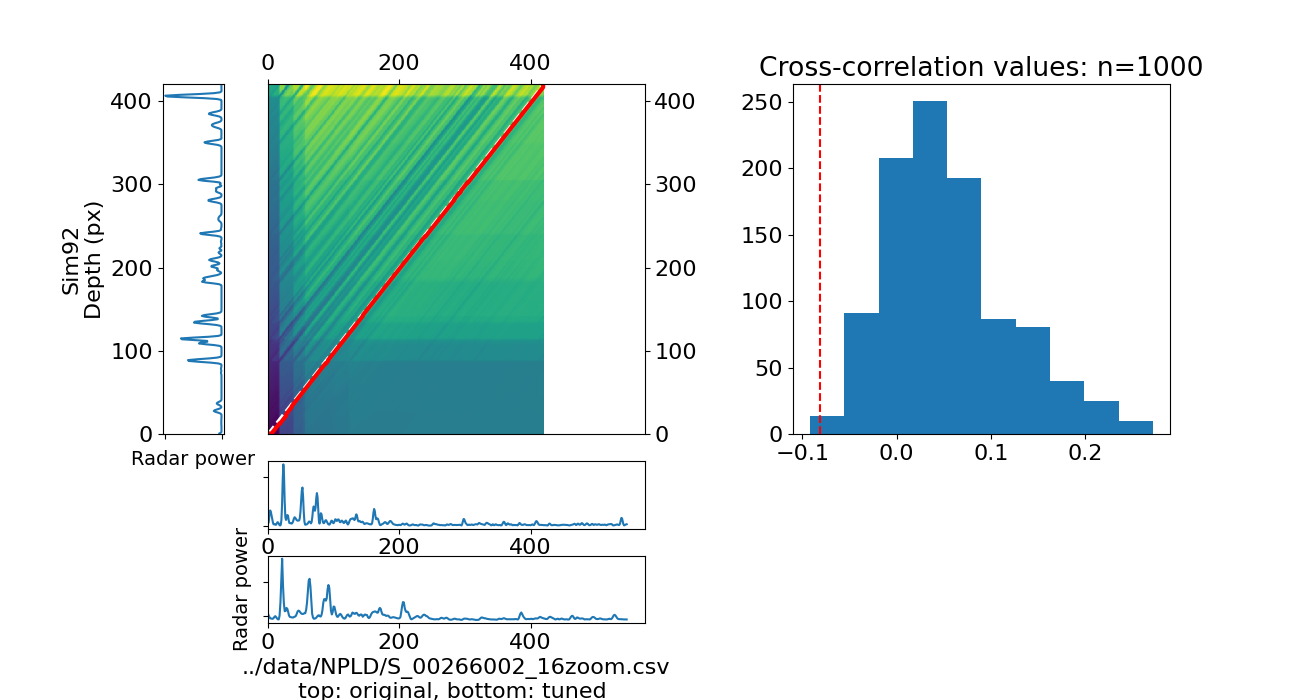 0 200 400
Cross-correlation values: n=1000
400
300
200
100
0
Sim92
Depth (px)
Radar power
400
300
200
100
0
250
200
150
100
50
0
−0.1 0.0 0.1 0.2
0 200 400
Radar power
0 200 400
../data/NPLD/S_00266002_16zoom.csv
top: original, bottom: tuned